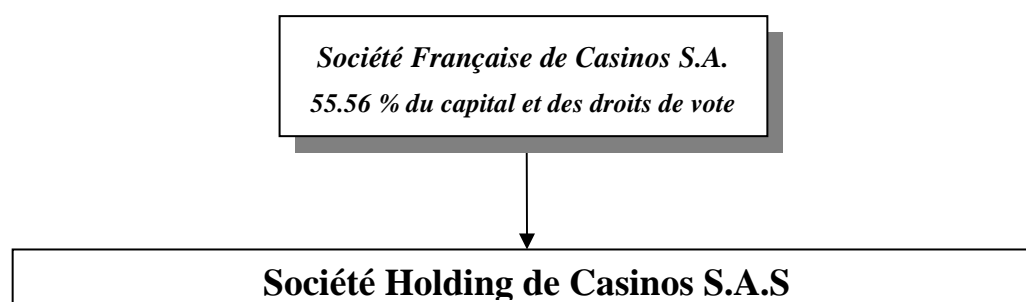 Société Française de Casinos S.A.
55.56 % du capital et des droits de vote
Société Holding de Casinos S.A.S